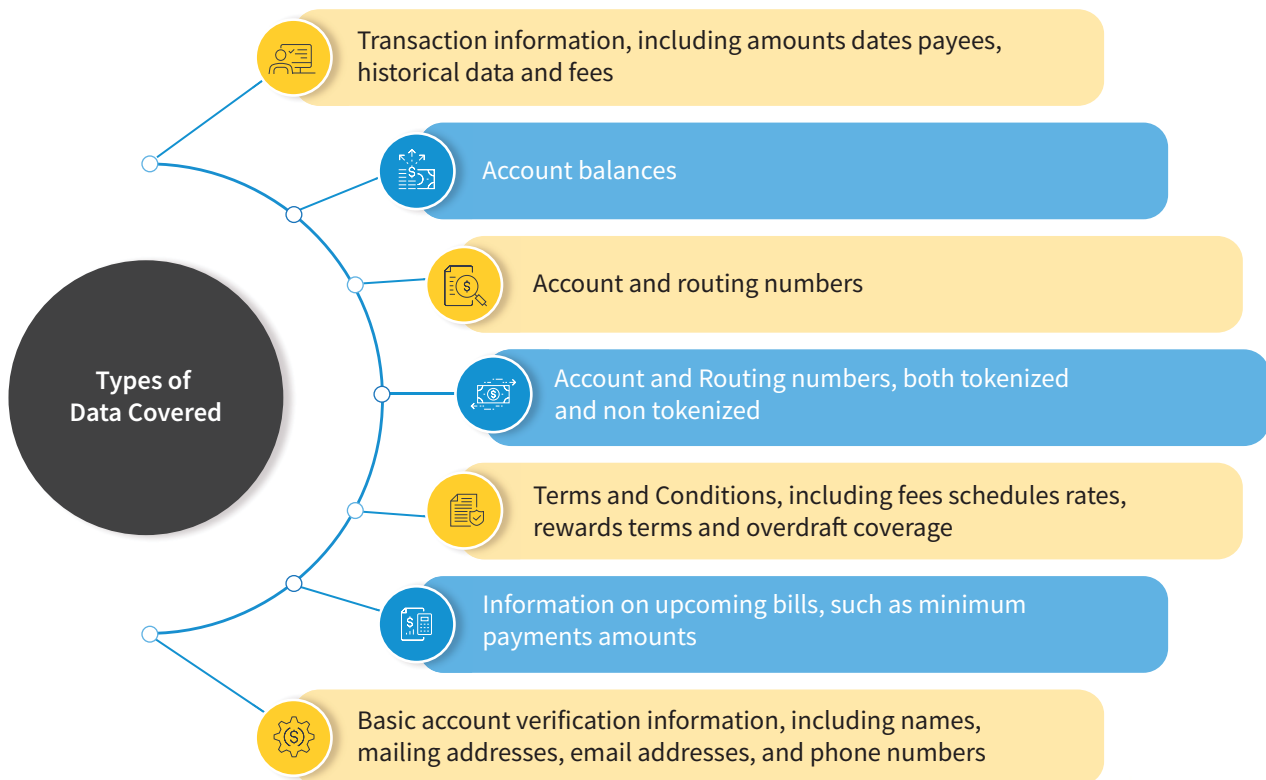 Transaction information, including amounts dates payees,
historical data and fees
Account balances
Account and routing numbers
Types of
Data Covered
Account and Routing numbers, both tokenized
and non tokenized
Terms and Conditions, including fees schedules rates,
rewards terms and overdraft coverage
Information on upcoming bills, such as minimum
payments amounts
Basic account verification information, including names,
mailing addresses, email addresses, and phone numbers